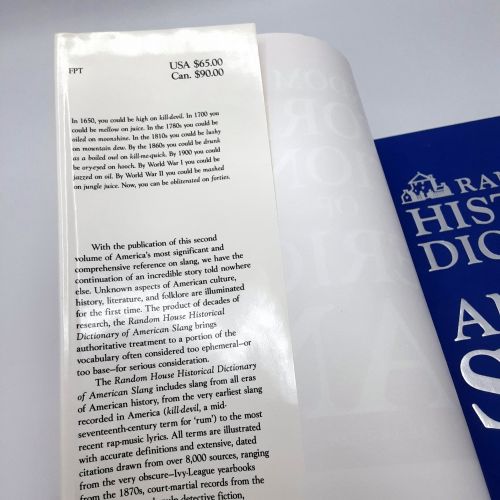 FPT
USA $65.00
Can. $90.00
In 1650, you could be high on kill-devil. In 1700 you
could be mellow on juice. In the 1780s you could be
oiled on moonshine. In the 1810s you could be lushy
on mountain dew. By the 1860s you could be drunk
as a boiled owl on kill-me-quick. By 1900 you could
be ory-eyed on hooch. By World War I you could be
jazzed on oil. By World War II you could be mashed
on jungle juice. Now, you can be obliterated on forties.
With the publication of this second
volume of America's most significant and
comprehensive reference on slang, we have the
continuation of an incredible story told nowhere
else. Unknown aspects of American culture,
history, literature, and folklore are illuminated
for the first time. The product of decades of
research, the Random House Historical
Dictionary of American Slang brings
authoritative treatment to a portion of the
vocabulary often considered too ephemeral–or
too base–for serious consideration.
The Random House Historical Dictionary
of American Slang includes slang from all eras
of American history, from the very earliest slang
recorded in America (kill-devil, a mid-
seventeenth-century term for 'rum') to the most
recent rap-music lyrics. All terms are illustrated
with accurate definitions and extensive, dated
citations drawn from over 8,000 sources, ranging
from the very obscure–Ivy-League yearbooks
from the 1870s, court-martial records from the
detective fiction,
RAN
HIST
DIC
A
S